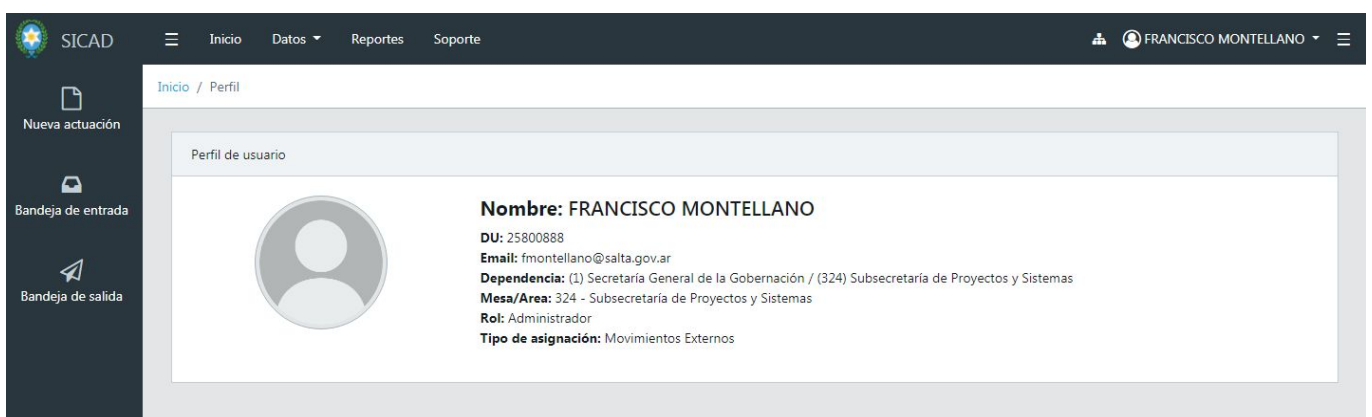 SICAD
Inicio Datos Reportes Soporte
FRANCISCO MONTELLANO
Nueva actuación
Bandeja de entrada
Bandeja de salida
Inicio / Perfil
Perfil de usuario
Nombre: FRANCISCO MONTELLANO
DU: 25800888
Email: fmontellano@salta.gov.ar
Dependencia: (1) Secretaría General de la Gobernación / (324) Subsecretaría de Proyectos y Sistemas
Mesa/Area: 324 - Subsecretaría de Proyectos y Sistemas
Rol: Administrador
Tipo de asignación: Movimientos Externos